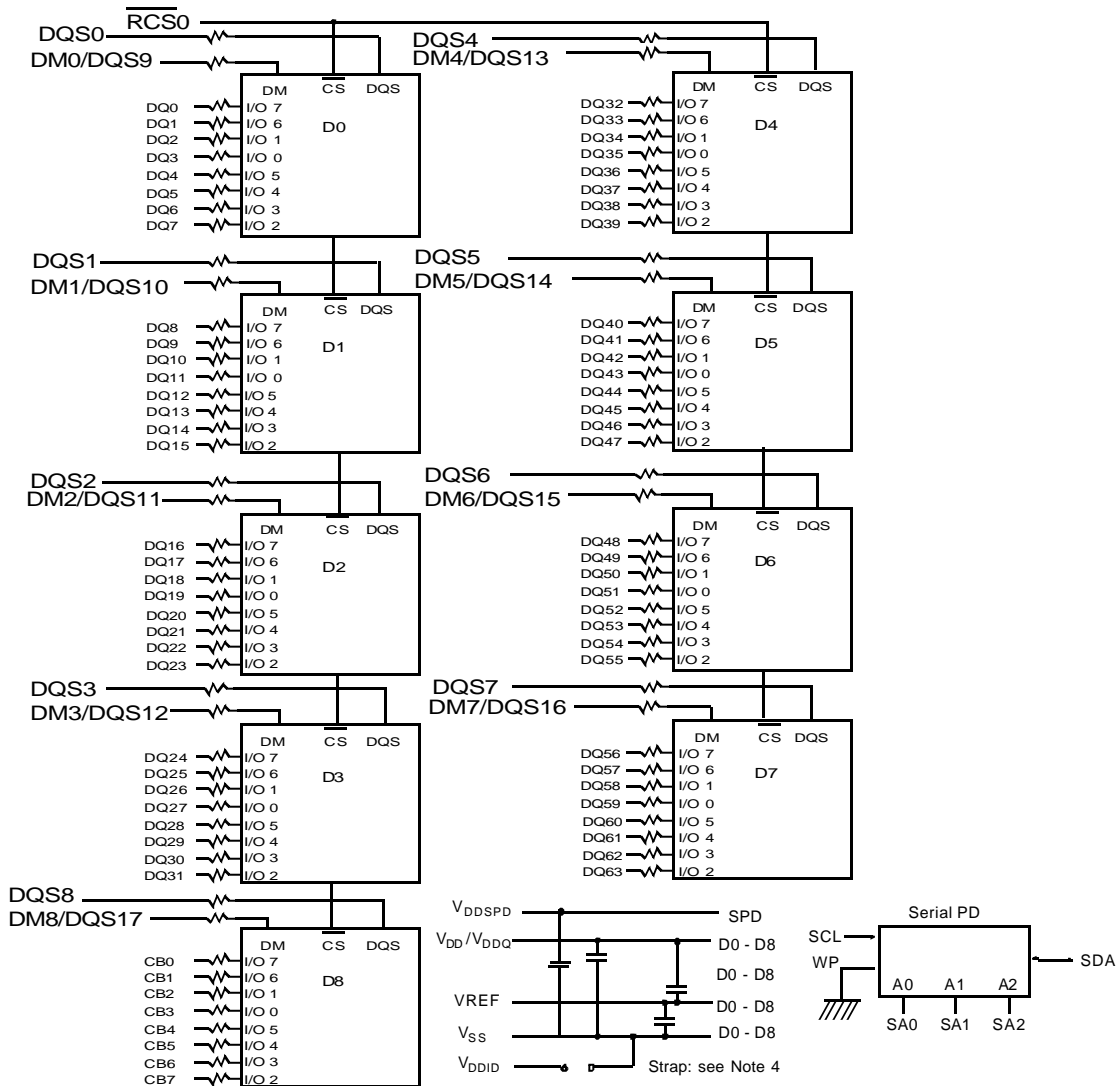 RCS0
DQS0
DM0/DQS9
DM CS DQS
D0
DQ0 I/O 7
DQ1 I/O 6
DQ2 I/O 1
DQ3 I/O 0
DQ4 I/O 5
DQ5 I/O 4
DQ6 I/O 3
DQ7 I/O 2
DQS1
DM1/DQS10
DM CS DQS
D1
DQ8 I/O 7
DQ9 I/O 6
DQ10 I/O 1
DQ11 I/O 0
DQ12 I/O 5
DQ13 I/O 4
DQ14 I/O 3
DQ15 I/O 2
DQS2
DM2/DQS11
DM CS DQS
D2
DQ16 I/O 7
DQ17 I/O 6
DQ18 I/O 1
DQ19 I/O 0
DQ20 I/O 5
DQ21 I/O 4
DQ22 I/O 3
DQ23 I/O 2
DQS3
DM3/DQS12
DM CS DQS
D3
DQ24 I/O 7
DQ25 I/O 6
DQ26 I/O 1
DQ27 I/O 0
DQ28 I/O 5
DQ29 I/O 4
DQ30 I/O 3
DQ31 I/O 2
DQS8
DM8/DQS17
DM CS DQS
D8
CB0 I/O 7
CB1 I/O 6
CB2 I/O 1
CB3 I/O 0
CB4 I/O 5
CB5 I/O 4
CB6 I/O 3
CB7 I/O 2
DQS4
DM4/DQS13
DM CS DQS
D4
DQ32 I/O 7
DQ33 I/O 6
DQ34 I/O 1
DQ35 I/O 0
DQ36 I/O 5
DQ37 I/O 4
DQ38 I/O 3
DQ39 I/O 2
DQS5
DM5/DQS14
DM CS DQS
D5
DQ40 I/O 7
DQ41 I/O 6
DQ42 I/O 1
DQ43 I/O 0
DQ44 I/O 5
DQ45 I/O 4
DQ46 I/O 3
DQ47 I/O 2
DQS6
DM6/DQS15
DM CS DQS
D6
DQ48 I/O 7
DQ49 I/O 6
DQ50 I/O 1
DQ51 I/O 0
DQ52 I/O 5
DQ53 I/O 4
DQ54 I/O 3
DQ55 I/O 2
DQS7
DM7/DQS16
DM CS DQS
D7
DQ56 I/O 7
DQ57 I/O 6
DQ58 I/O 1
DQ59 I/O 0
DQ60 I/O 5
DQ61 I/O 4
DQ62 I/O 3
DQ63 I/O 2
VDDSPD SPD
VDD/VDDQ D0 - D8
D0 - D8
VREF D0 - D8
VSS D0 - D8
VDDID Strap: see Note 4
Serial PD
SCL
WP
SDA
A0 A1 A2
SA0 SA1 SA2